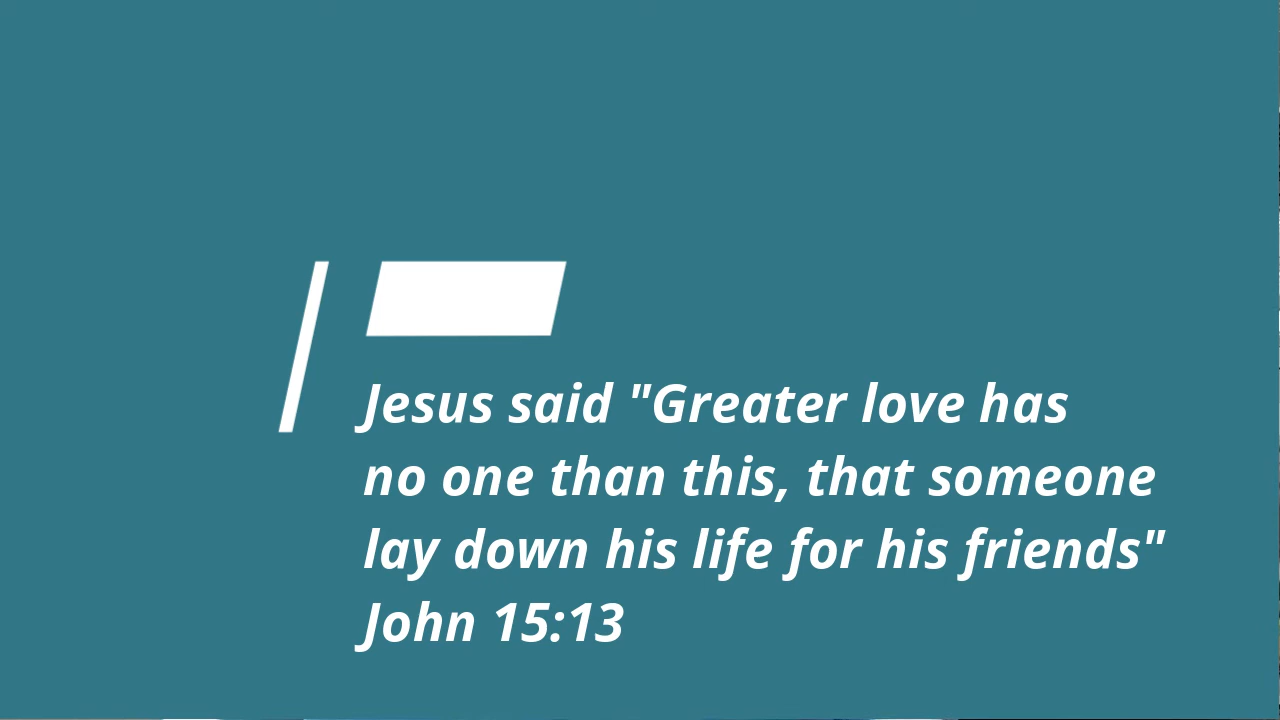 Jesus said "Greater love has
no one than this, that someone
lay down his life for his friends"
John 15:13